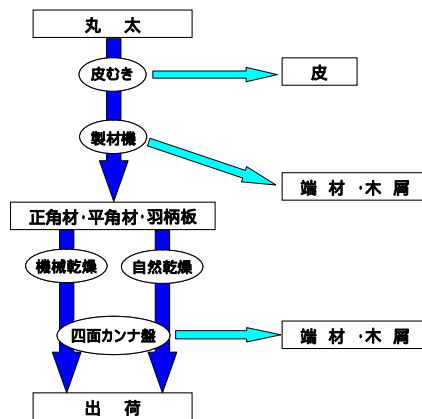 丸 太
皮むき
皮
製材機
端 材 ・木 屑
正角材・平角材・羽柄板
機械乾燥
自然乾燥
四面カンナ盤
端 材 ・木 屑
出 荷